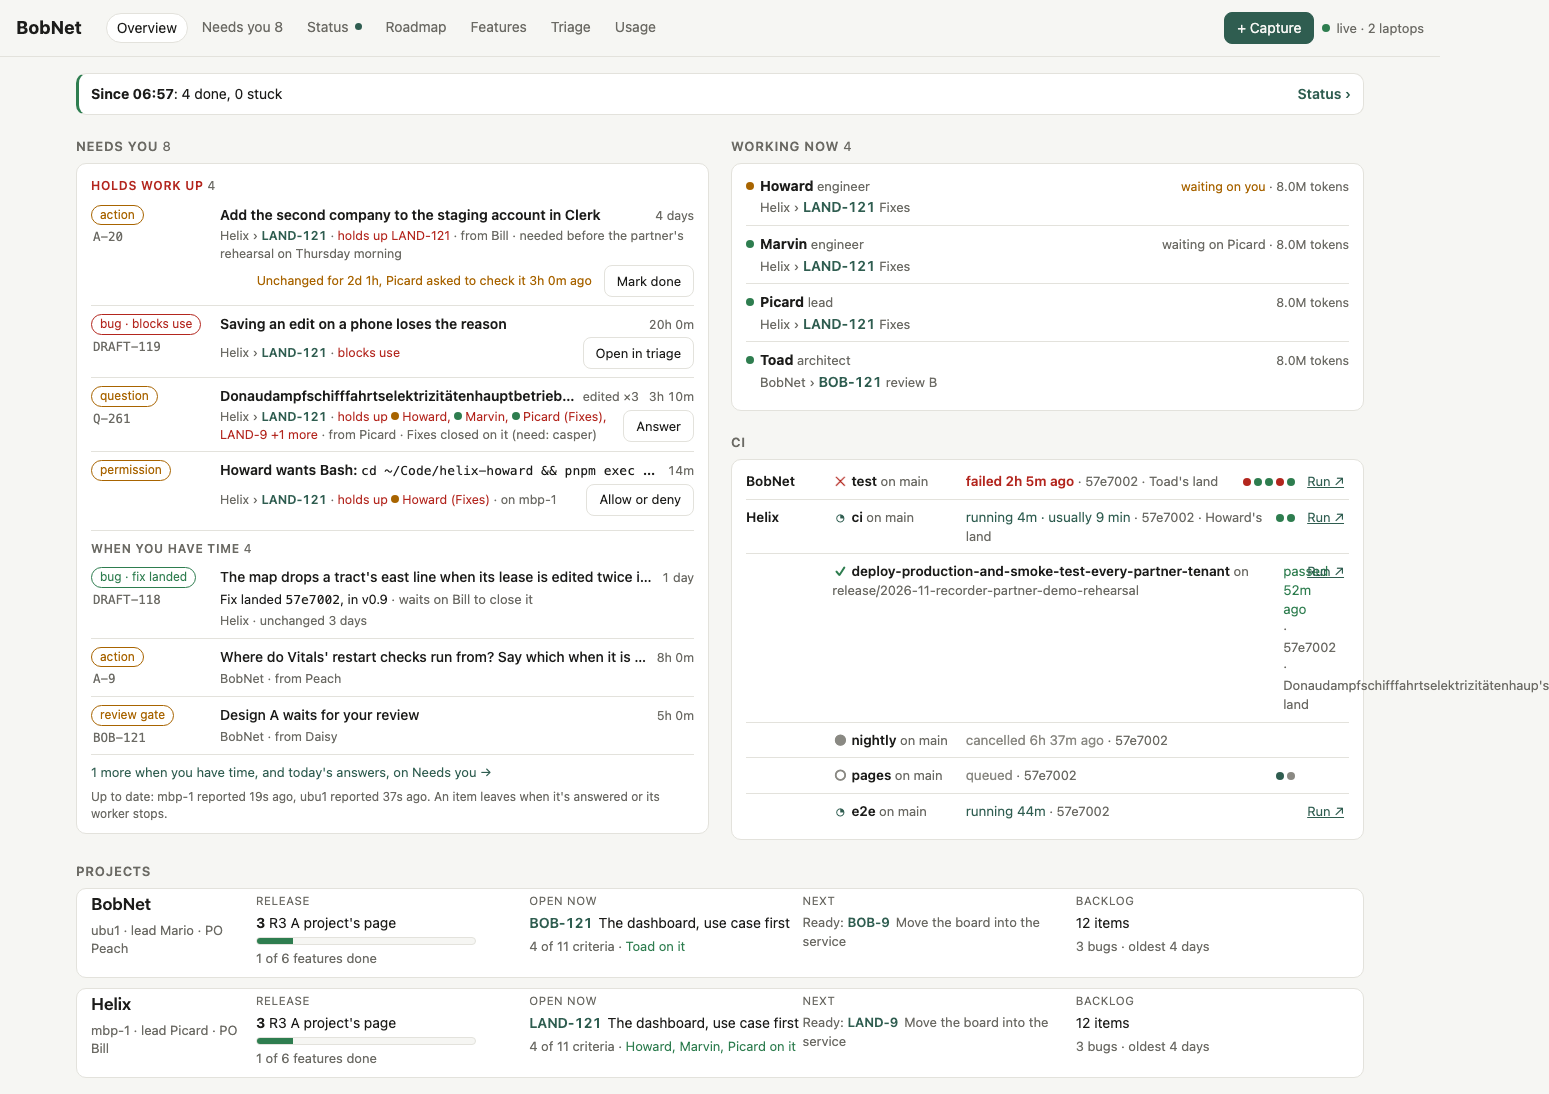 BobNet
Overview
Needs you 8
Status
Roadmap
Features
Triage
Usage
+ Capture
live · 2 laptops
Since 06:57: 4 done, 0 stuck
Status ›
NEEDS YOU 8
HOLDS WORK UP 4
action
Add the second company to the staging account in Clerk
4 days
A–20
Helix › LAND-121 · holds up LAND-121 · from Bill · needed before the partner's
rehearsal on Thursday morning
Unchanged for 2d 1h, Picard asked to check it 3h 0m ago
Mark done
bug · blocks use
Saving an edit on a phone loses the reason
20h 0m
DRAFT–119
Helix › LAND-121 · blocks use
Open in triage
question
Donaudampfschifffahrtselektrizitätenhauptbetrieb...
edited ×3
3h 10m
Q–261
Helix › LAND-121 · holds up Howard, Marvin, Picard (Fixes),
LAND-9 +1 more · from Picard · Fixes closed on it (need: casper)
Answer
permission
Howard wants Bash: cd ~/Code/helix–howard && pnpm exec ...
14m
Helix › LAND-121 · holds up Howard (Fixes) · on mbp-1
Allow or deny
WHEN YOU HAVE TIME 4
bug · fix landed
The map drops a tract's east line when its lease is edited twice i...
1 day
DRAFT–118
Fix landed 57e7002, in v0.9 · waits on Bill to close it
Helix · unchanged 3 days
action
Where do Vitals' restart checks run from? Say which when it is ...
8h 0m
A–9
BobNet · from Peach
review gate
Design A waits for your review
5h 0m
BOB–121
BobNet · from Daisy
1 more when you have time, and today's answers, on Needs you →
Up to date: mbp-1 reported 19s ago, ubu1 reported 37s ago. An item leaves when it's answered or its
worker stops.
WORKING NOW 4
Howard engineer
waiting on you · 8.0M tokens
Helix › LAND-121 Fixes
Marvin engineer
waiting on Picard · 8.0M tokens
Helix › LAND-121 Fixes
Picard lead
8.0M tokens
Helix › LAND-121 Fixes
Toad architect
8.0M tokens
BobNet › BOB-121 review B
CI
BobNet
test on main
failed 2h 5m ago · 57e7002 · Toad's land
Run ↗
Helix
ci on main
running 4m · usually 9 min · 57e7002 · Howard's
land
Run ↗
deploy-production-and-smoke-test-every-partner-tenant on
release/2026-11-recorder-partner-demo-rehearsal
passed
52m
ago
·
57e7002
·
Donaudampfschifffahrtselektrizitätenhaup's
land
Run ↗
nightly on main
cancelled 6h 37m ago · 57e7002
pages on main
queued · 57e7002
e2e on main
running 44m · 57e7002
Run ↗
PROJECTS
BobNet
ubu1 · lead Mario · PO
Peach
RELEASE
3 R3 A project's page
1 of 6 features done
OPEN NOW
BOB-121 The dashboard, use case first
4 of 11 criteria · Toad on it
NEXT
Ready: BOB-9 Move the board into the
service
BACKLOG
12 items
3 bugs · oldest 4 days
Helix
mbp-1 · lead Picard · PO
Bill
RELEASE
3 R3 A project's page
1 of 6 features done
OPEN NOW
LAND-121 The dashboard, use case first
4 of 11 criteria · Howard, Marvin, Picard on it
NEXT
Ready: LAND-9 Move the board into the
service
BACKLOG
12 items
3 bugs · oldest 4 days